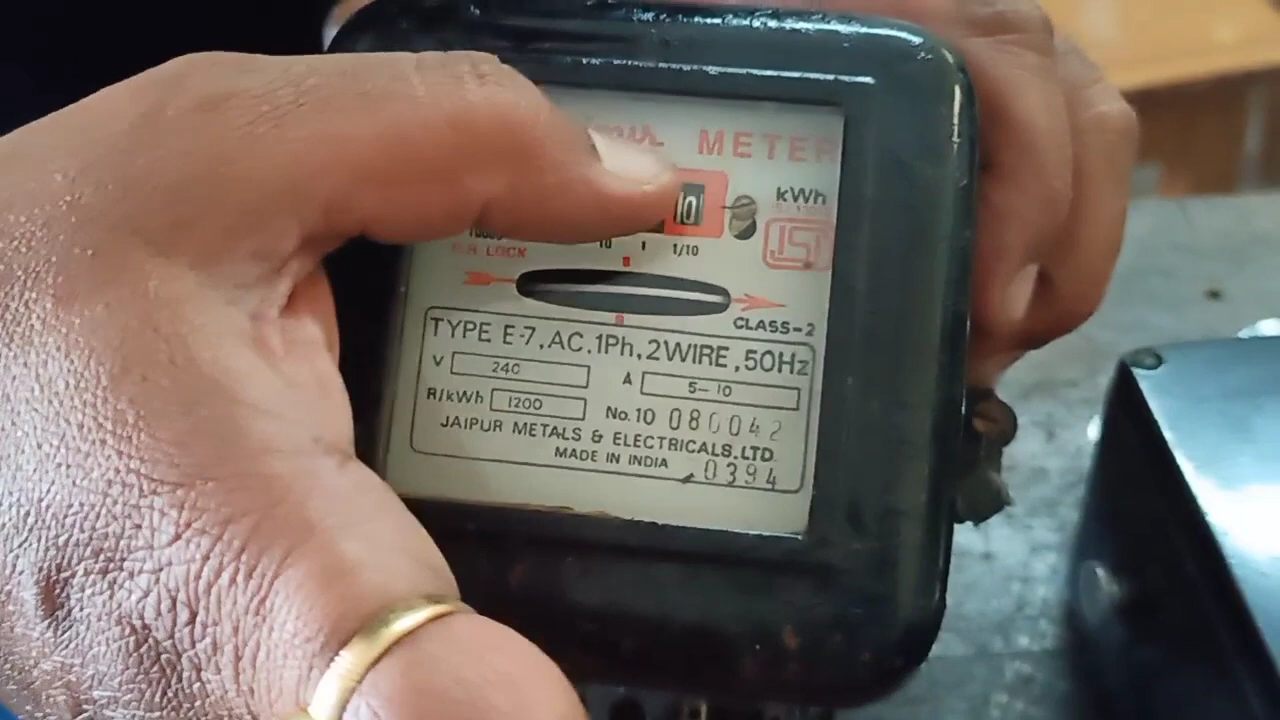 METER
kWh
10 1 1/10
LOCK
CLASS-2
TYPE E-7, AC. 1Ph, 2WIRE, 50Hz
V 240 A 5-10
R/kWh 1200 No. 10 080042
JAIPUR METALS & ELECTRICALS. LTD.
MADE IN INDIA 0394